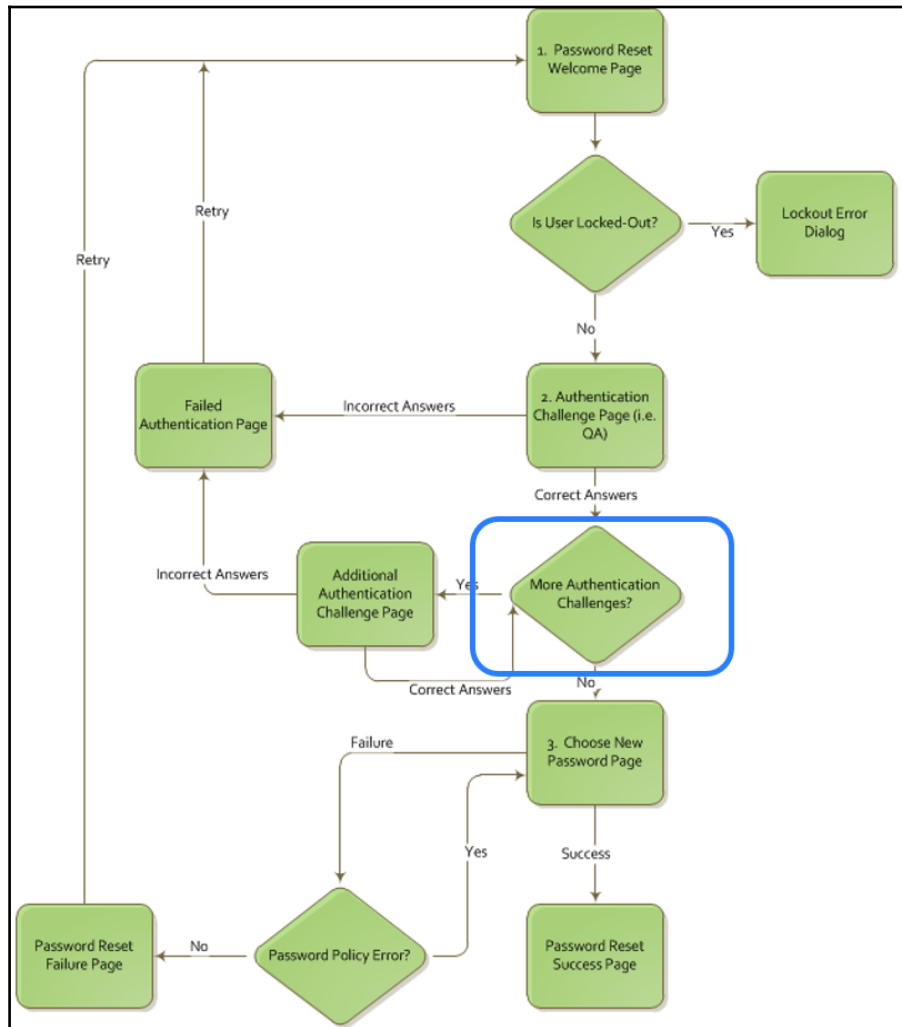 1. Password Reset
Welcome Page
Is User Locked-Out?
Yes
Lockout Error
Dialog
No
Retry
Retry
Failed
Authentication Page
Incorrect Answers
2. Authentication
Challenge Page (i.e.
QA)
Correct Answers
More Authentication
Challenges?
Yes
Additional
Authentication
Challenge Page
Incorrect Answers
Correct Answers
No
3. Choose New
Password Page
Failure
Yes
Success
Password Policy Error?
No
Password Reset
Failure Page
Password Reset
Success Page